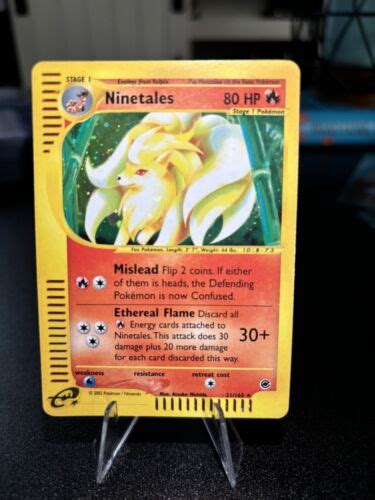 STAGE 1
Evolves from Vulpix
Put Ninetales on the Basic Pokémon
Ninetales 80 HP
Stage 1 Pokémon
Fox Pokémon. Length: 3' 7", Weight: 44 lbs. ID: B-73
Mislead Flip 2 coins. If either
of them is heads, the Defending
Pokémon is now Confused.
Ethereal Flame Discard all
Energy cards attached to
Ninetales. This attack does 30
damage plus 20 more damage
for each card discarded this way.
30+
weakness resistance retreat cost
© 2002 Pokémon / Nintendo
Illus. Atsuko Nishida
21/165 ★
e